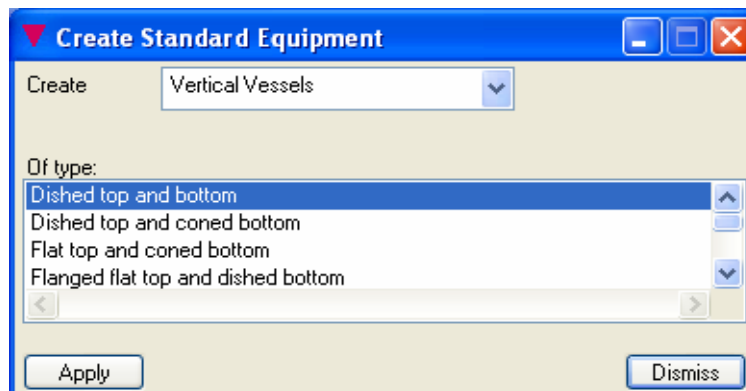 Create Standard Equipment
Create Vertical Vessels
Of type:
Dished top and bottom
Dished top and coned bottom
Flat top and coned bottom
Flanged flat top and dished bottom
Apply Dismiss